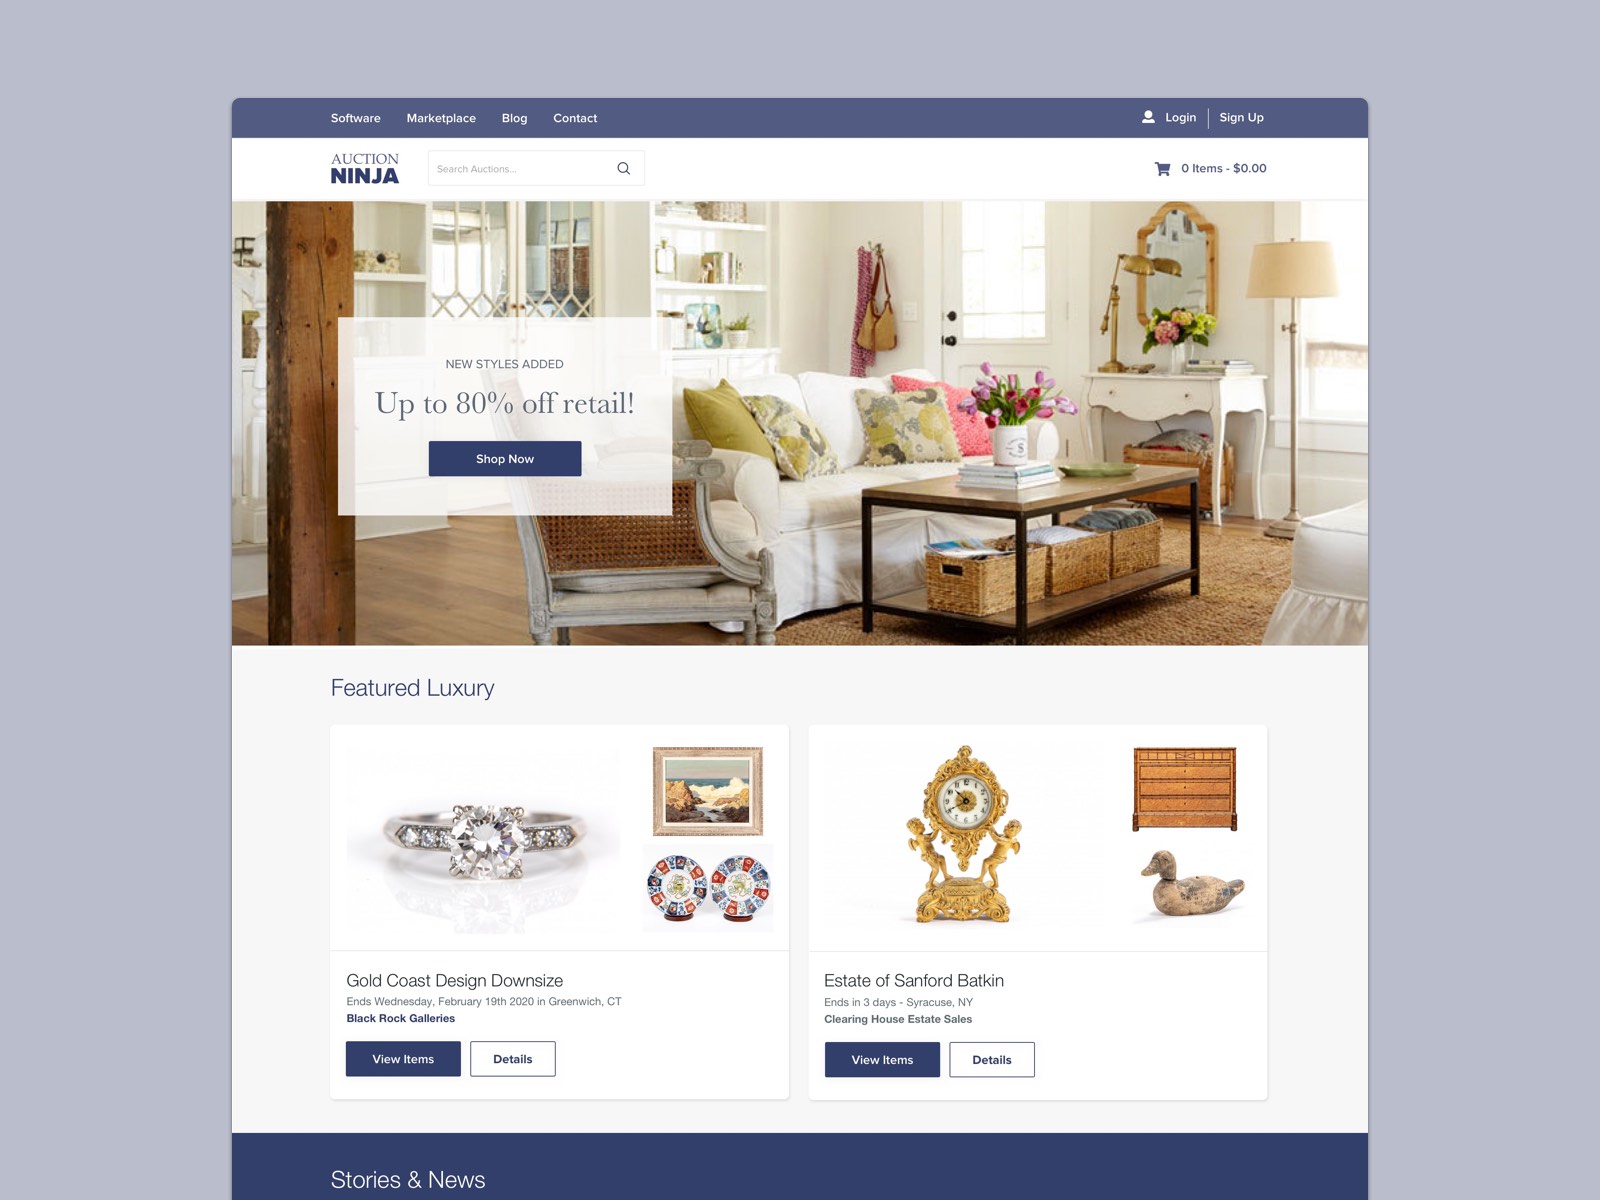 Software
Marketplace
Blog
Contact
Login
Sign Up
AUCTION
NINJA
Search Auctions...
0 Items - $0.00
NEW STYLES ADDED
Up to 80% off retail!
Shop Now
S
Featured Luxury
Gold Coast Design Downsize
Ends Wednesday, February 19th 2020 in Greenwich, CT
Black Rock Galleries
View Items
Details
Estate of Sanford Batkin
Ends in 3 days - Syracuse, NY
Clearing House Estate Sales
View Items
Details
Stories & News